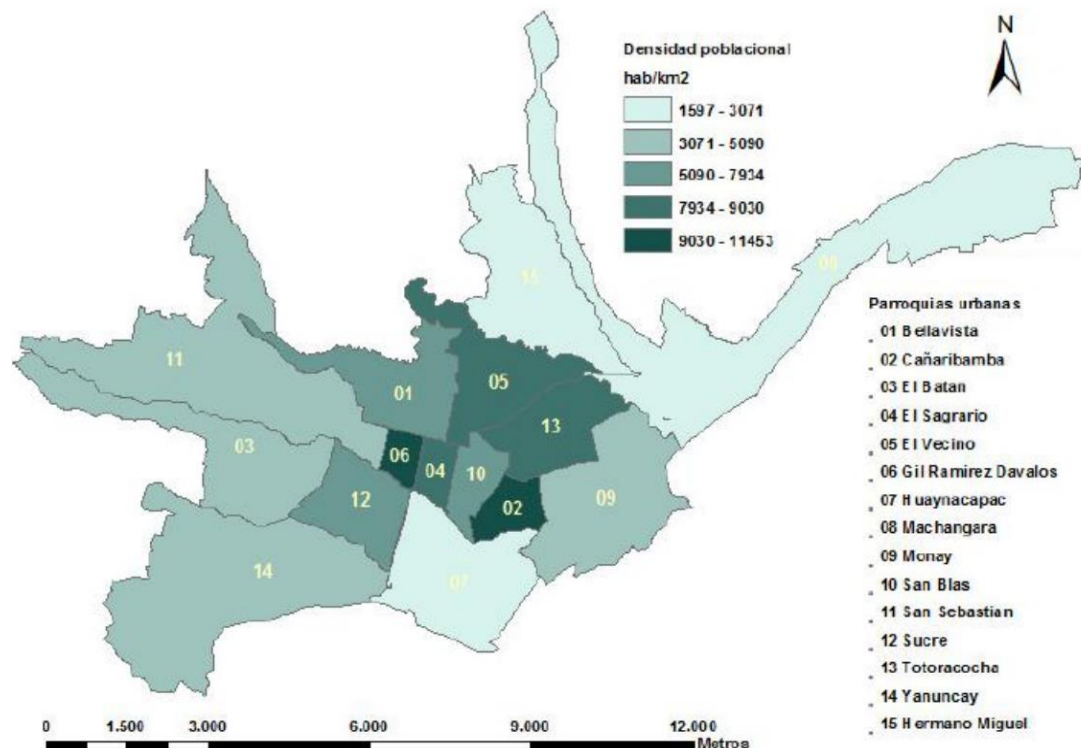 N
Densidad poblacional
hab/km2
1597 - 3071
3071 - 5090
5090 - 7934
7934 - 9030
9030 - 11453
15
08
11
01
05
13
03
06
04
10
12
02
09
14
07
Parroquias urbanas
01 Bellavista
02 Cañaribamba
03 El Batan
04 El Sagrario
05 El Vecino
06 Gil Ramirez Davalos
07 Huaynacapac
08 Machangara
09 Monay
10 San Blas
11 San Sebastian
12 Sucre
13 Totoracocha
14 Yanuncay
15 Hermano Miguel
0 1.500 3.000 6.000 9.000 12.000
Metros